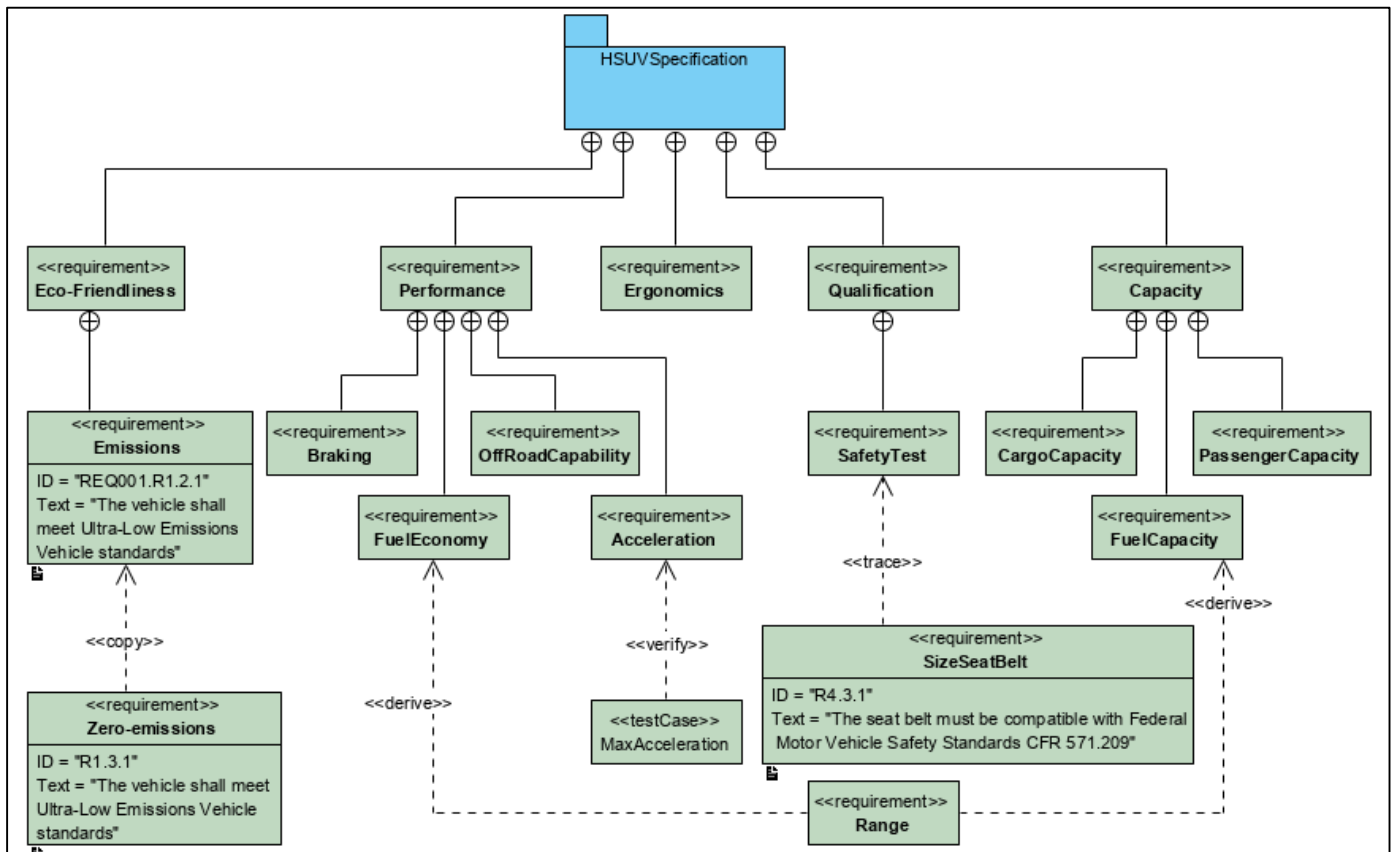 HSUVSpecification
<<requirement>>
Eco-Friendliness
<<requirement>>
Performance
<<requirement>>
Ergonomics
<<requirement>>
Qualification
<<requirement>>
Capacity
<<requirement>>
Emissions
ID = "REQ001.R1.2.1"
Text = "The vehicle shall
meet Ultra-Low Emissions
Vehicle standards"
<<requirement>>
Braking
<<requirement>>
OffRoadCapability
<<requirement>>
SafetyTest
<<requirement>>
CargoCapacity
<<requirement>>
PassengerCapacity
<<requirement>>
FuelEconomy
<<requirement>>
Acceleration
<<requirement>>
FuelCapacity
<<trace>>
<<derive>>
<<copy>>
<<verify>>
<<requirement>>
SizeSeatBelt
ID = "R4.3.1"
Text = "The seat belt must be compatible with Federal
Motor Vehicle Safety Standards CFR 571.209"
<<derive>>
<<requirement>>
Zero-emissions
ID = "R1.3.1"
Text = "The vehicle shall meet
Ultra-Low Emissions Vehicle
standards"
<<testCase>>
MaxAcceleration
<<requirement>>
Range